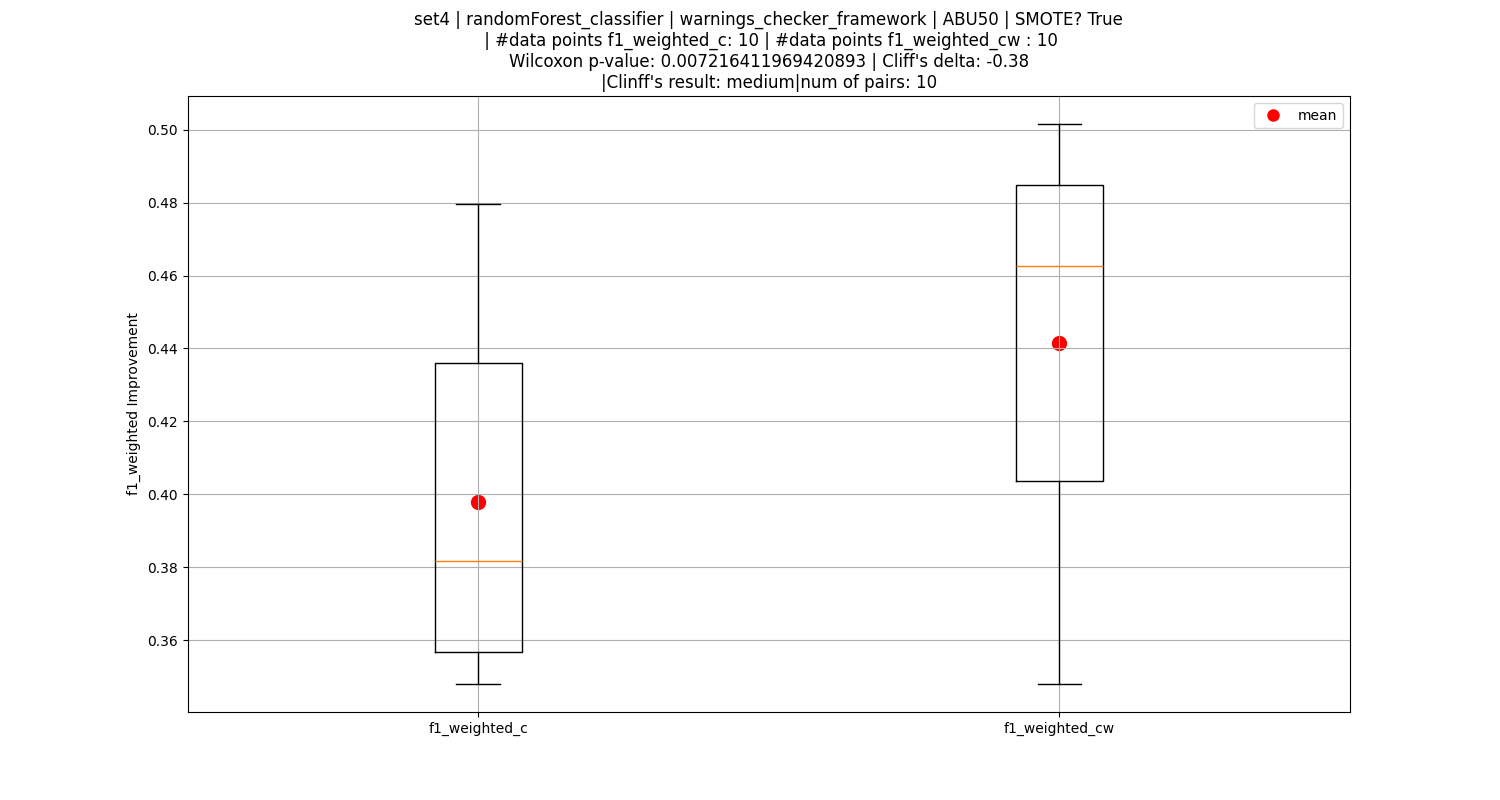 set4 | randomForest_classifier | warnings_checker_framework | ABU50 | SMOTE? True
| #data points f1_weighted_c: 10 | #data points f1_weighted_cw : 10
Wilcoxon p-value: 0.007216411969420893 | Cliff's delta: -0.38
|Clinff's result: medium|num of pairs: 10
mean
0.50
0.48
0.46
0.44
0.42
0.40
0.38
0.36
f1_weighted Improvement
f1_weighted_c
f1_weighted_cw